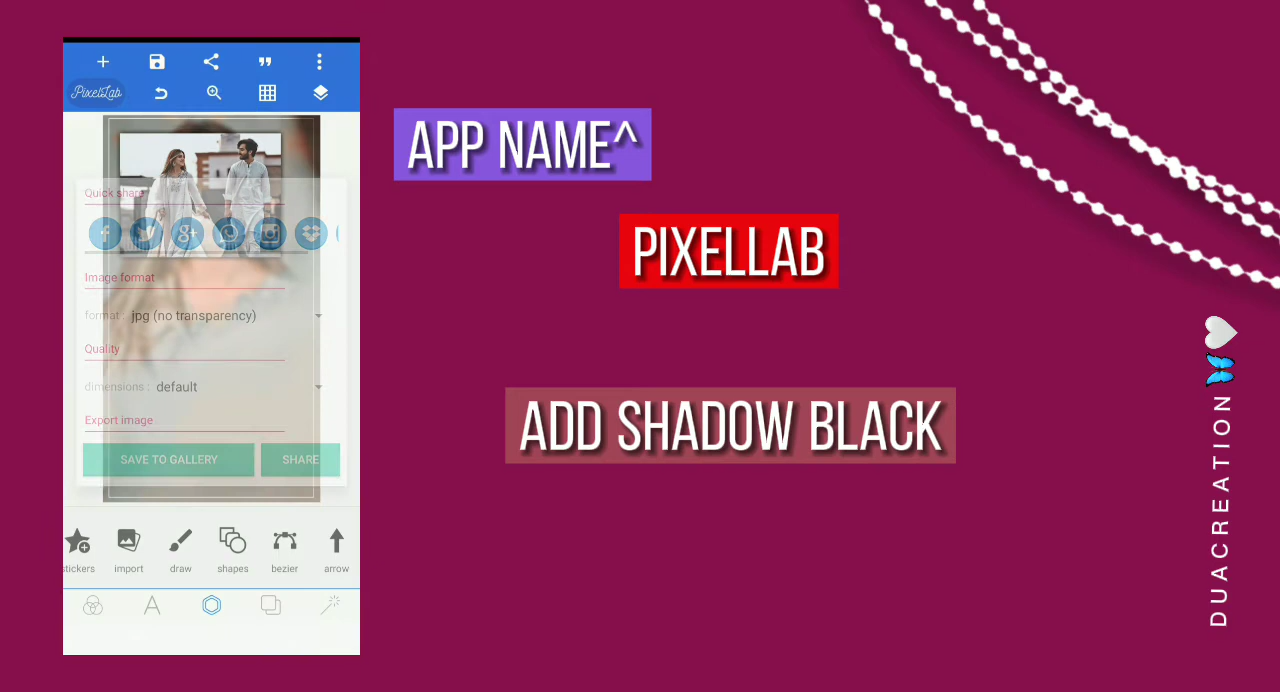 PixelLab
Quick share
Image format
format : jpg (no transparency)
Quality
dimensions : default
Export image
SAVE TO GALLERY
SHARE
stickers
import
draw
shapes
bezier
arrow
APP NAME^
PIXELLAB
ADD SHADOW BLACK
DUACREATION